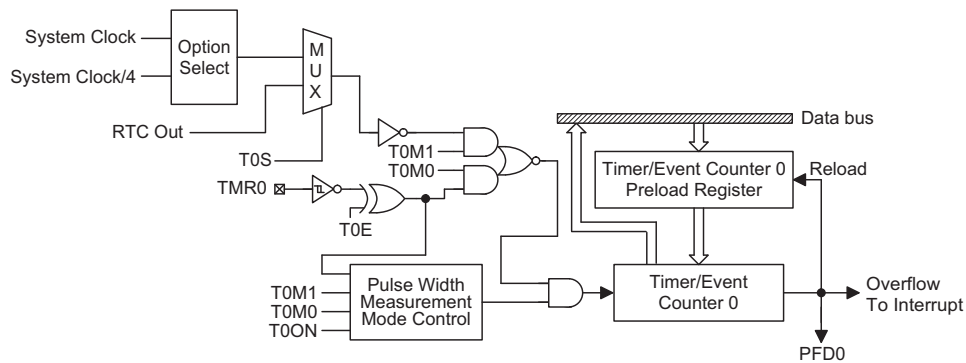 System Clock
System Clock/4
Option
Select
M
U
X
RTC Out
T0S
TMR0
T0E
T0M1
T0M0
Data bus
Timer/Event Counter 0
Preload Register
Reload
T0M1
T0M0
T0ON
Pulse Width
Measurement
Mode Control
Timer/Event
Counter 0
Overflow
To Interrupt
PFD0